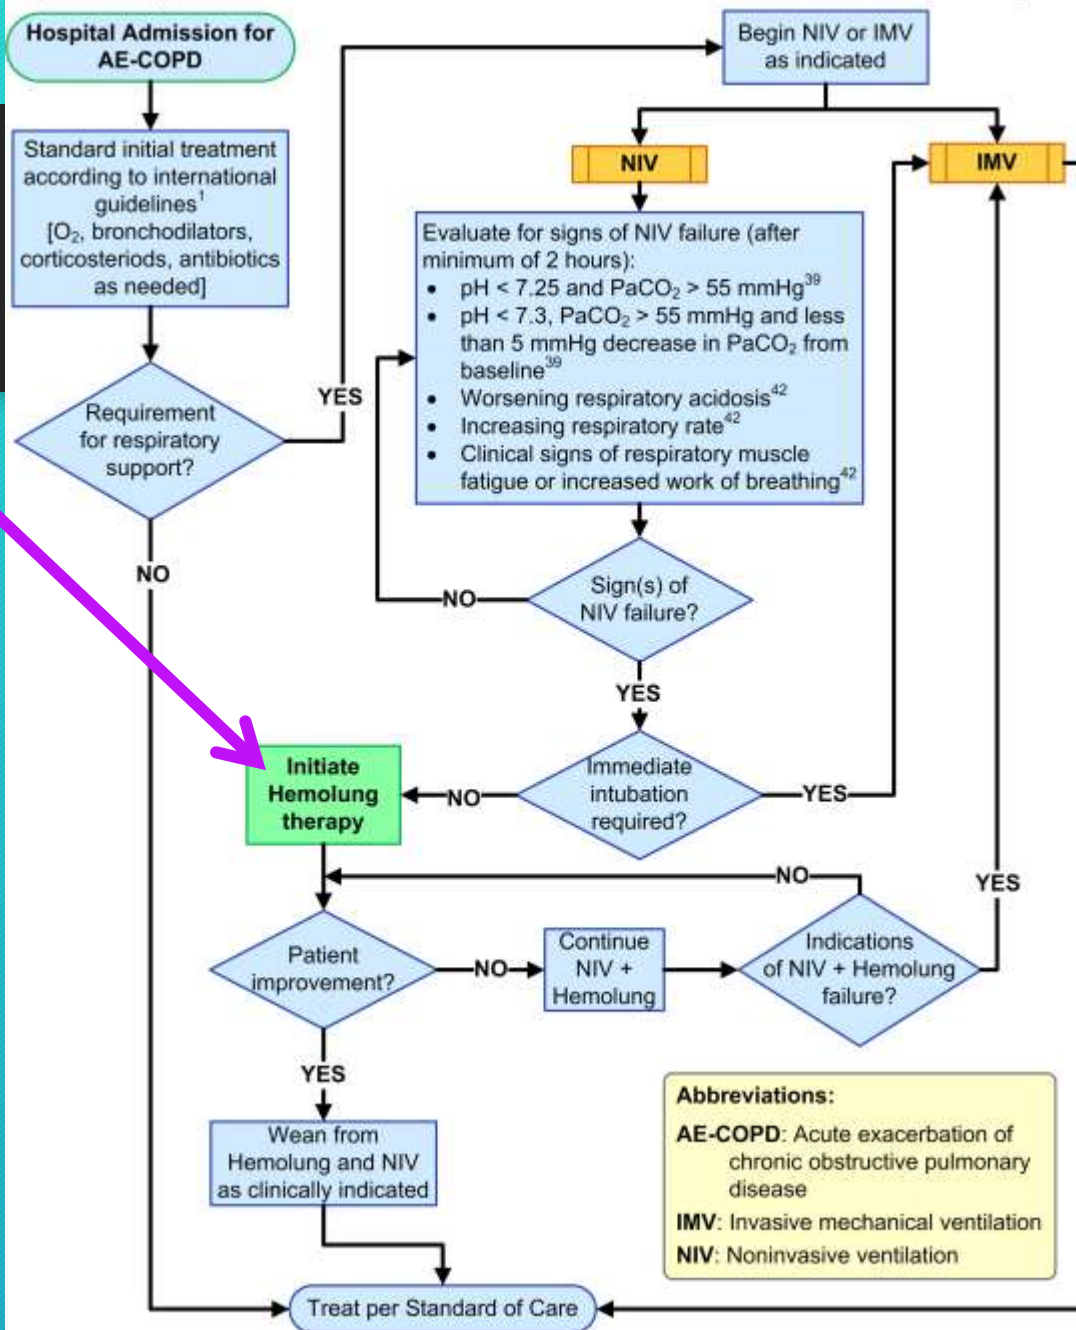 Hospital Admission for
AE-COPD
Standard initial treatment
according to international
guidelines¹
[O₂, bronchodilators,
corticosteriods, antibiotics
as needed]
Requirement
for respiratory
support?
YES
NO
Begin NIV or IMV
as indicated
NIV
IMV
Evaluate for signs of NIV failure (after
minimum of 2 hours):
• pH < 7.25 and PaCO₂ > 55 mmHg³⁹
• pH < 7.3, PaCO₂ > 55 mmHg and less
than 5 mmHg decrease in PaCO₂ from
baseline³⁹
• Worsening respiratory acidosis⁴²
• Increasing respiratory rate⁴²
• Clinical signs of respiratory muscle
fatigue or increased work of breathing⁴²
Sign(s) of
NIV failure?
NO
YES
Immediate
intubation
required?
NO
YES
Initiate
Hemolung
therapy
Patient
improvement?
NO
Continue
NIV +
Hemolung
Indications
of NIV + Hemolung
failure?
NO
YES
YES
Wean from
Hemolung and NIV
as clinically indicated
Treat per Standard of Care
Abbreviations:
AE-COPD: Acute exacerbation of
chronic obstructive pulmonary
disease
IMV: Invasive mechanical ventilation
NIV: Noninvasive ventilation